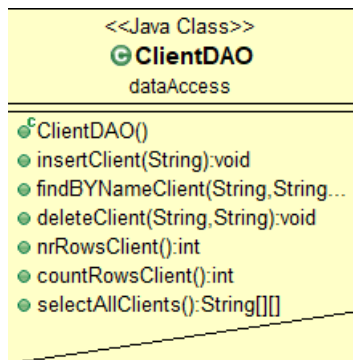 <<Java Class>>
ClientDAO
dataAccess
ClientDAO()
insertClient(String):void
findBYNameClient(String,String...
deleteClient(String,String):void
nrRowsClient():int
countRowsClient():int
selectAllClients():String[][]